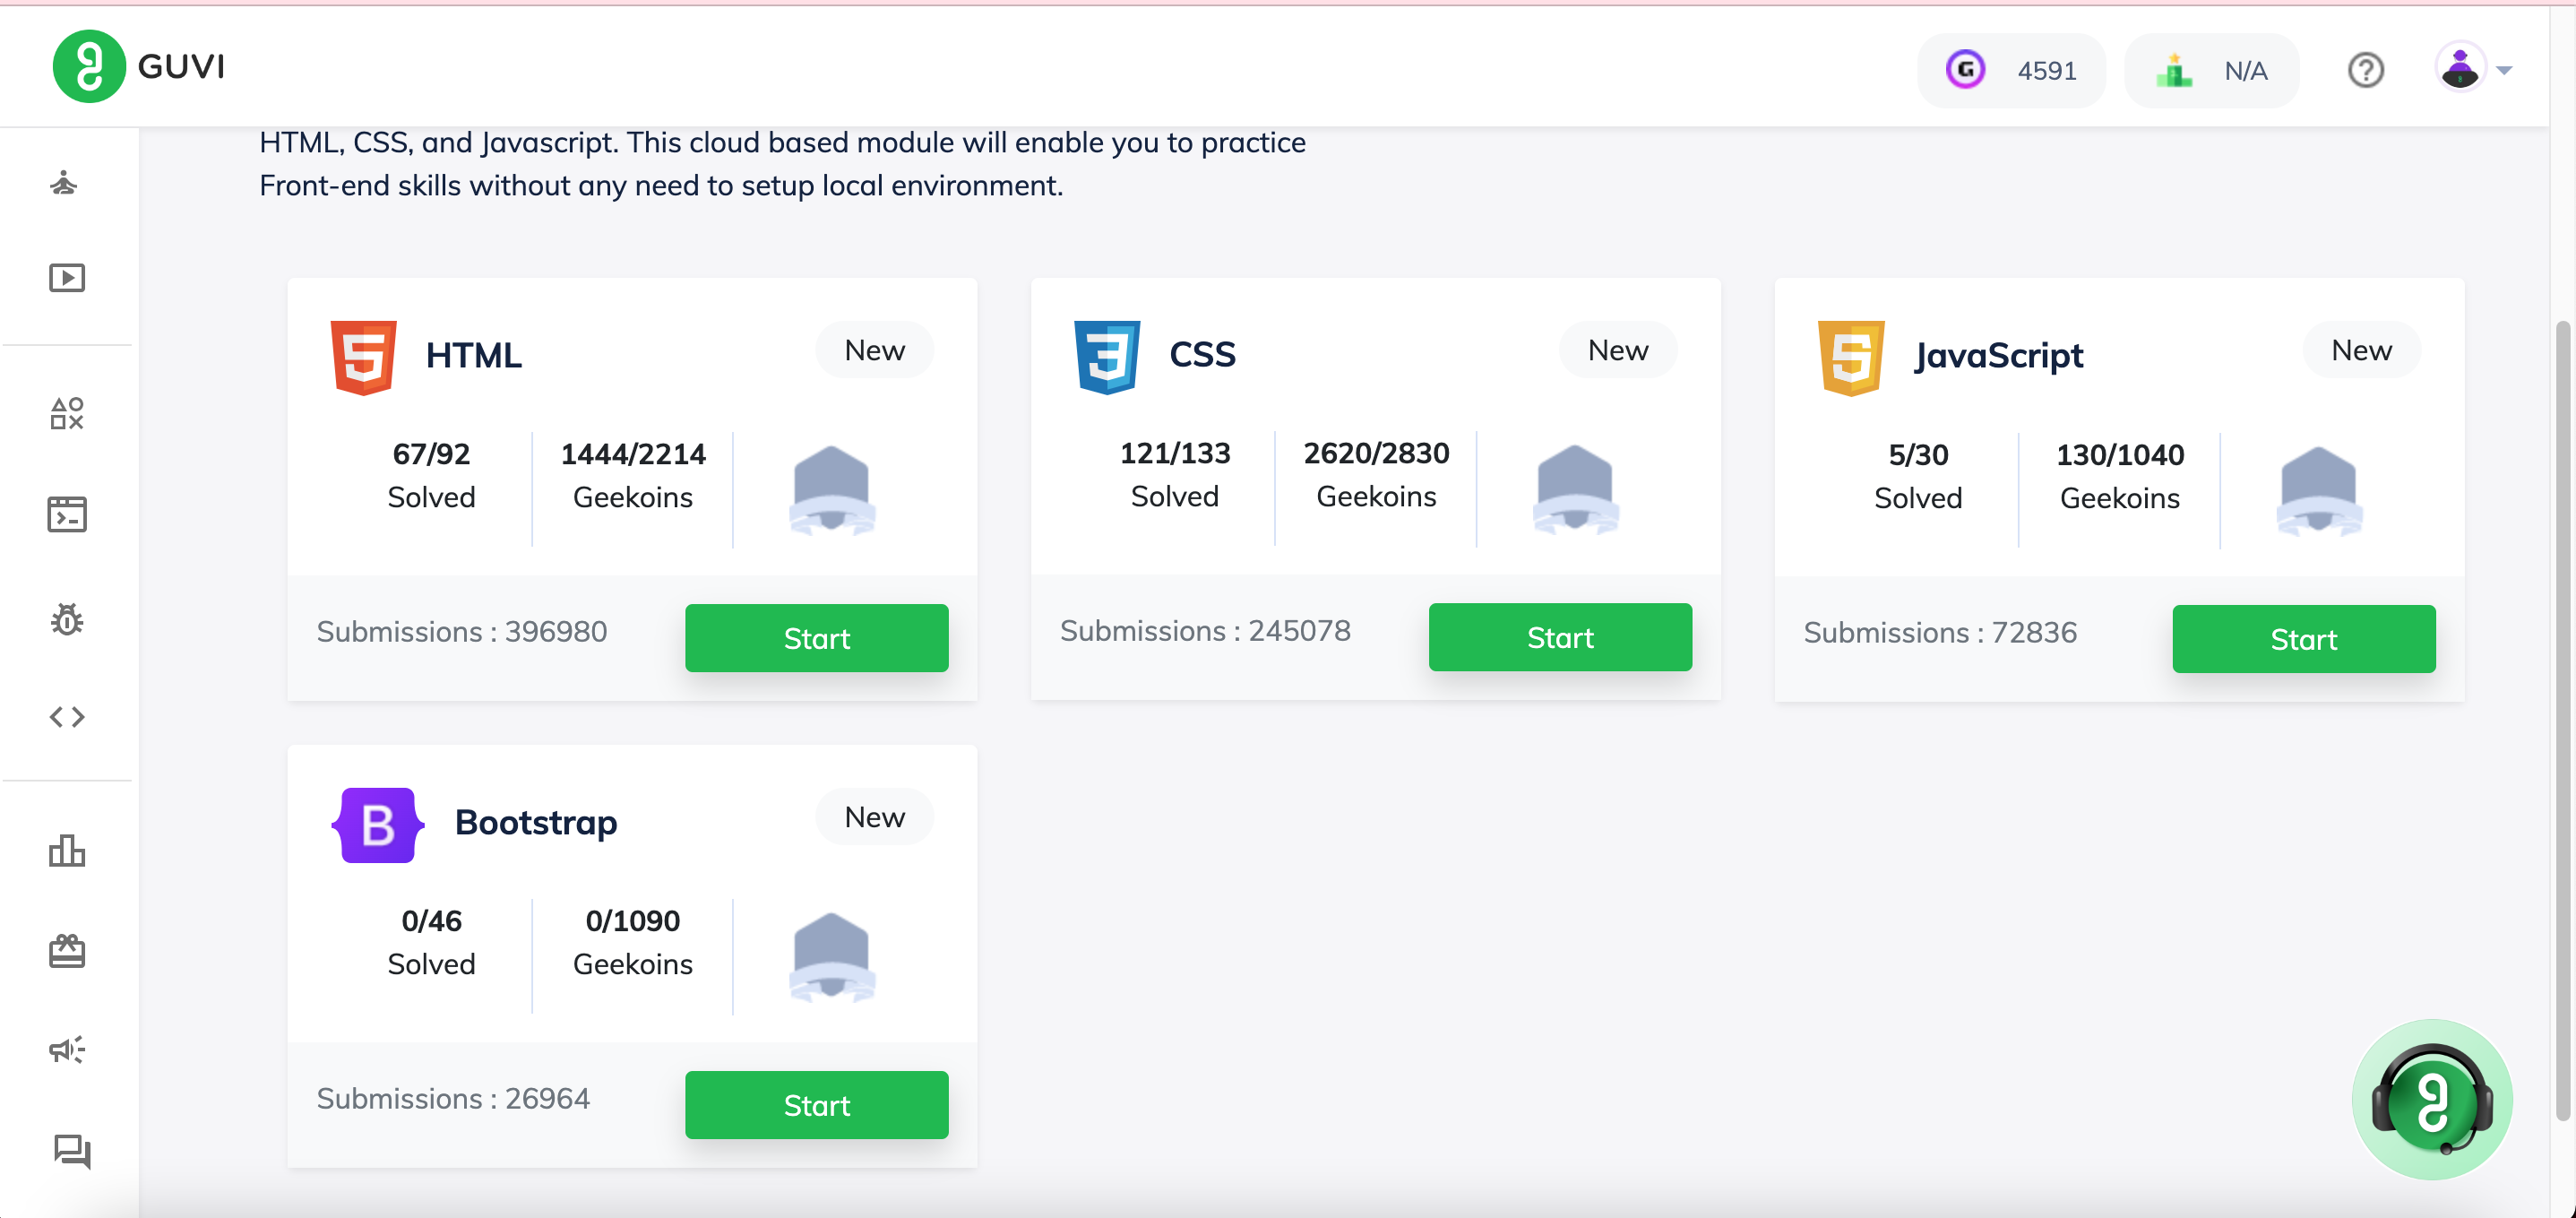 GUVI
4591
N/A
HTML, CSS, and Javascript. This cloud based module will enable you to practice
Front-end skills without any need to setup local environment.
HTML
New
67/92
Solved
1444/2214
Geekoins
Submissions : 396980
Start
CSS
New
121/133
Solved
2620/2830
Geekoins
Submissions : 245078
Start
JavaScript
New
5/30
Solved
130/1040
Geekoins
Submissions : 72836
Start
B
Bootstrap
New
0/46
Solved
0/1090
Geekoins
Submissions : 26964
Start